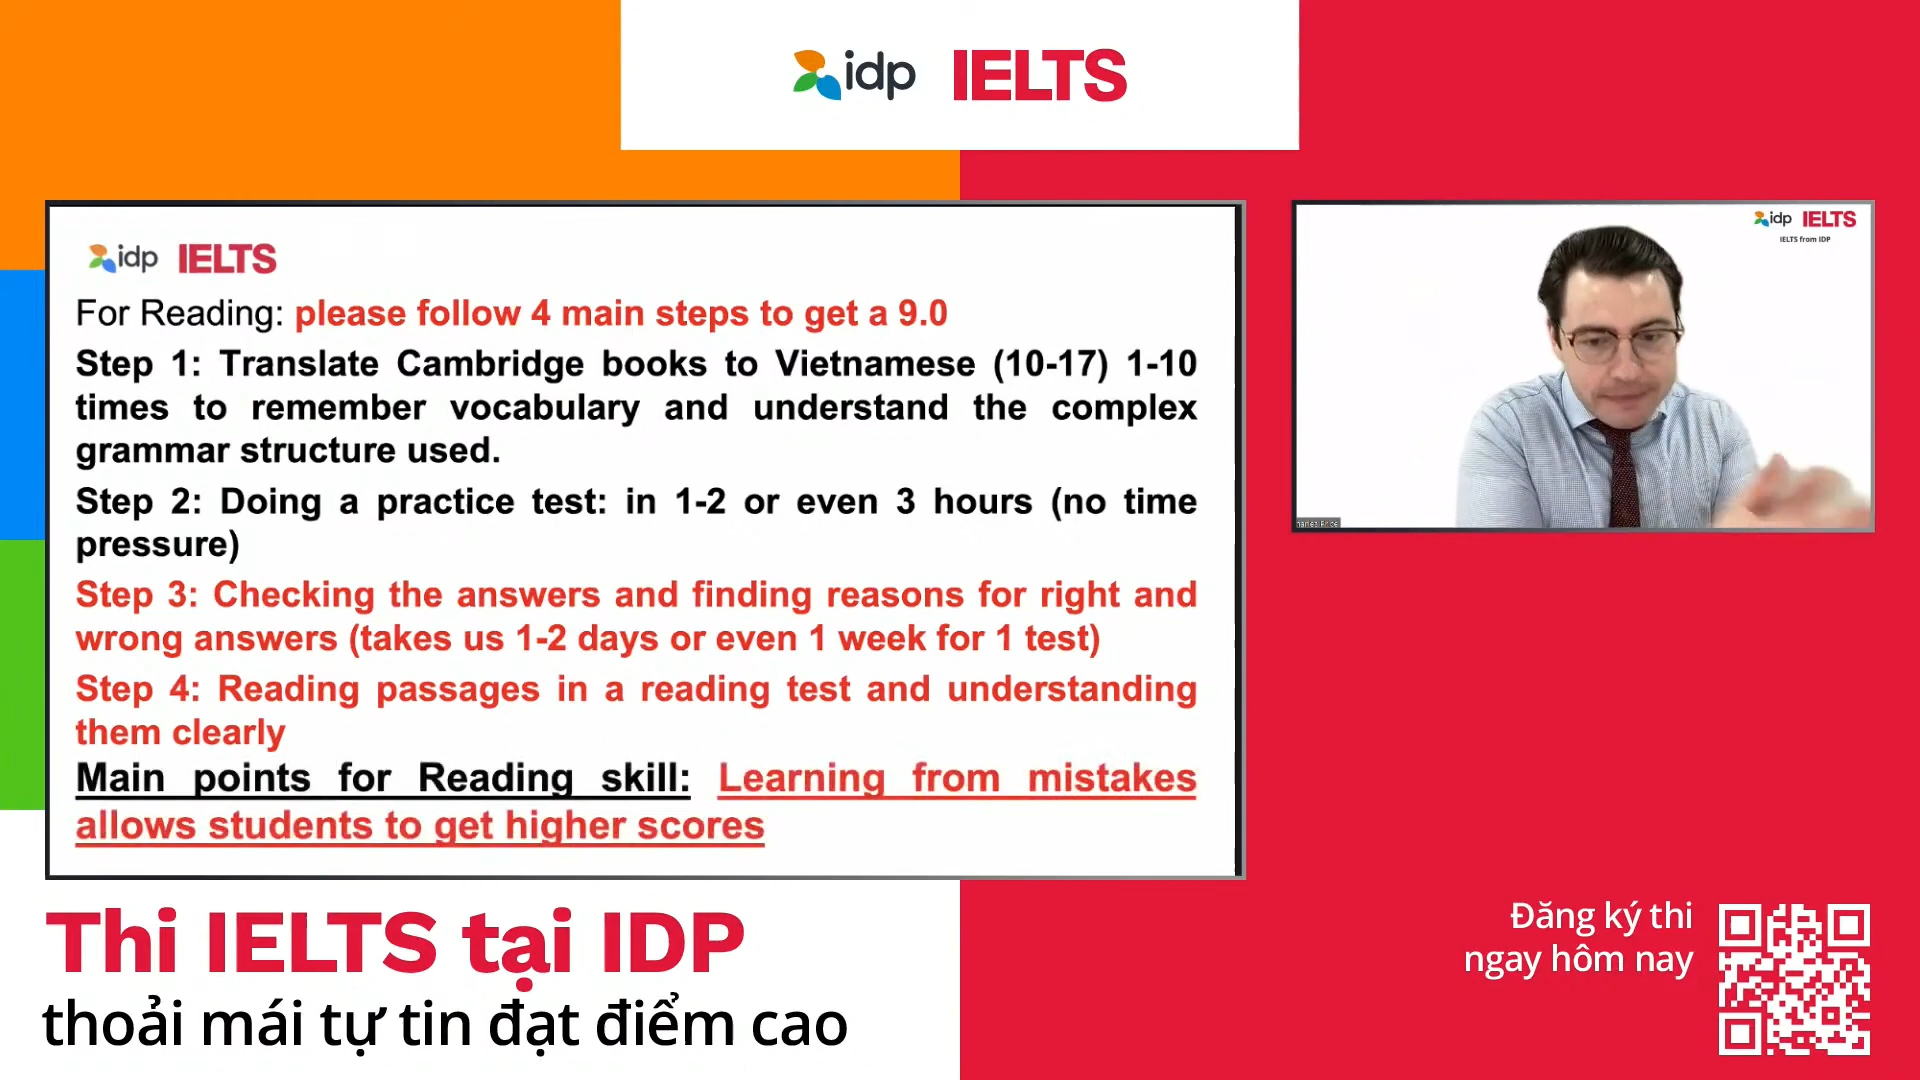 idp IELTS
idp IELTS
For Reading: please follow 4 main steps to get a 9.0
Step 1: Translate Cambridge books to Vietnamese (10-17) 1-10
times to remember vocabulary and understand the complex
grammar structure used.
Step 2: Doing a practice test: in 1-2 or even 3 hours (no time
pressure)
Step 3: Checking the answers and finding reasons for right and
wrong answers (takes us 1-2 days or even 1 week for 1 test)
Step 4: Reading passages in a reading test and understanding
them clearly
Main points for Reading skill: Learning from mistakes
allows students to get higher scores
idp IELTS
IELTS from IDP
Thi IELTS tại IDP
thoải mái tự tin đạt điểm cao
Đăng ký thi
ngay hôm nay